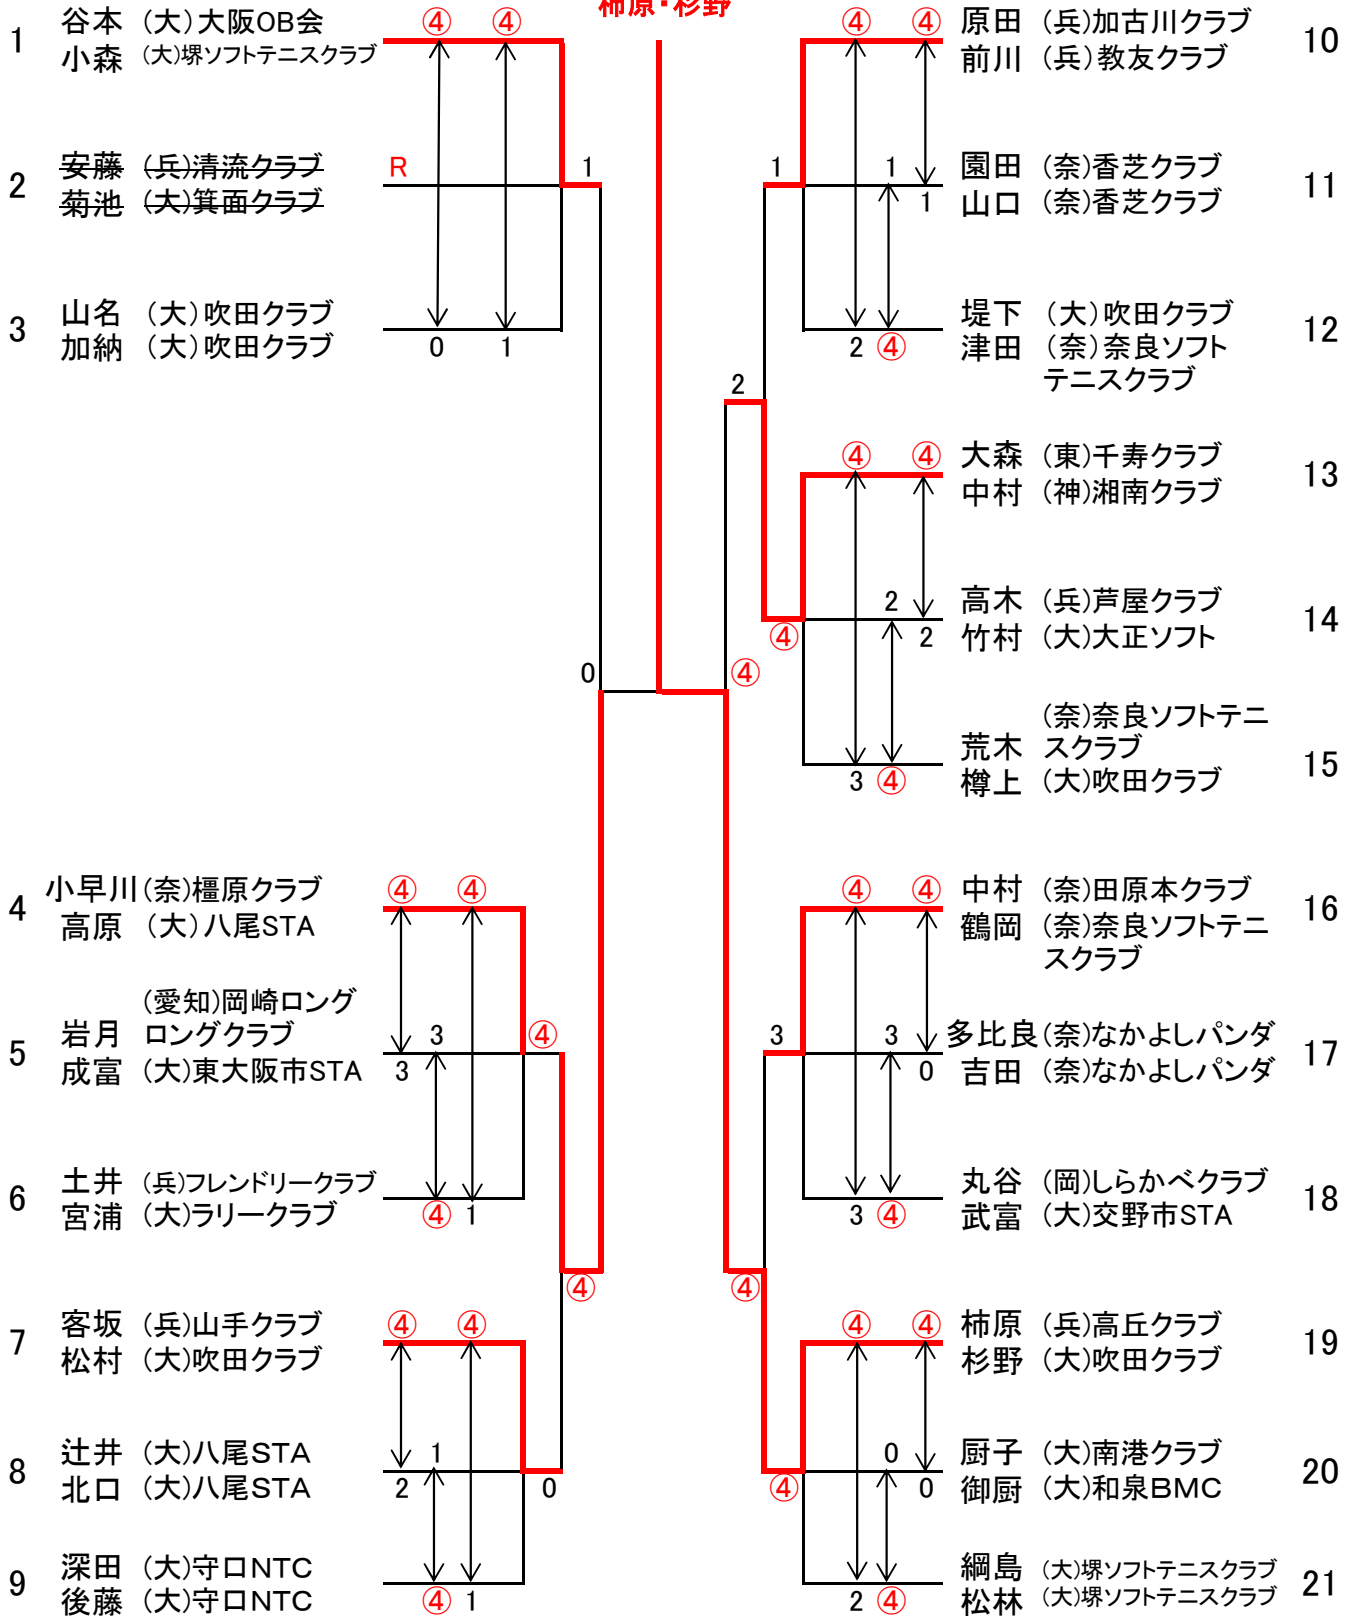 柿原・杉野
1
谷本 (大)大阪OB会
小森 (大)堺ソフトテニスクラブ
④ ④
2
安藤 (兵)清流クラブ
菊池 (大)箕面クラブ
R
1
3
山名 (大)吹田クラブ
加納 (大)吹田クラブ
0 1
0
4
小早川(奈)橿原クラブ
高原 (大)八尾STA
④ ④
5
(愛知)岡崎ロング
岩月 ロングクラブ
成富 (大)東大阪市STA
3 3 ④
6
土井 (兵)フレンドリークラブ
宮浦 (大)ラリークラブ
④ 1
④
7
客坂 (兵)山手クラブ
松村 (大)吹田クラブ
④ ④
8
辻井 (大)八尾STA
北口 (大)八尾STA
2 1 0
9
深田 (大)守口NTC
後藤 (大)守口NTC
④ 1
④ ④
原田 (兵)加古川クラブ
前川 (兵)教友クラブ
10
1 1 1
園田 (奈)香芝クラブ
山口 (奈)香芝クラブ
11
2 ④
堤下 (大)吹田クラブ
津田 (奈)奈良ソフト
テニスクラブ
12
2
④ ④
大森 (東)千寿クラブ
中村 (神)湘南クラブ
13
④ 2 2
高木 (兵)芦屋クラブ
竹村 (大)大正ソフト
14
④
3 ④
(奈)奈良ソフトテニ
荒木 スクラブ
樽上 (大)吹田クラブ
15
④ ④
中村 (奈)田原本クラブ
鶴岡 (奈)奈良ソフトテニ
スクラブ
16
3 3 0
多比良(奈)なかよしパンダ
吉田 (奈)なかよしパンダ
17
3 ④
丸谷 (岡)しらかべクラブ
武富 (大)交野市STA
18
④
④ ④
柿原 (兵)高丘クラブ
杉野 (大)吹田クラブ
19
④ 0 0
厨子 (大)南港クラブ
御厨 (大)和泉BMC
20
2 ④
綱島 (大)堺ソフトテニスクラブ
松林 (大)堺ソフトテニスクラブ
21